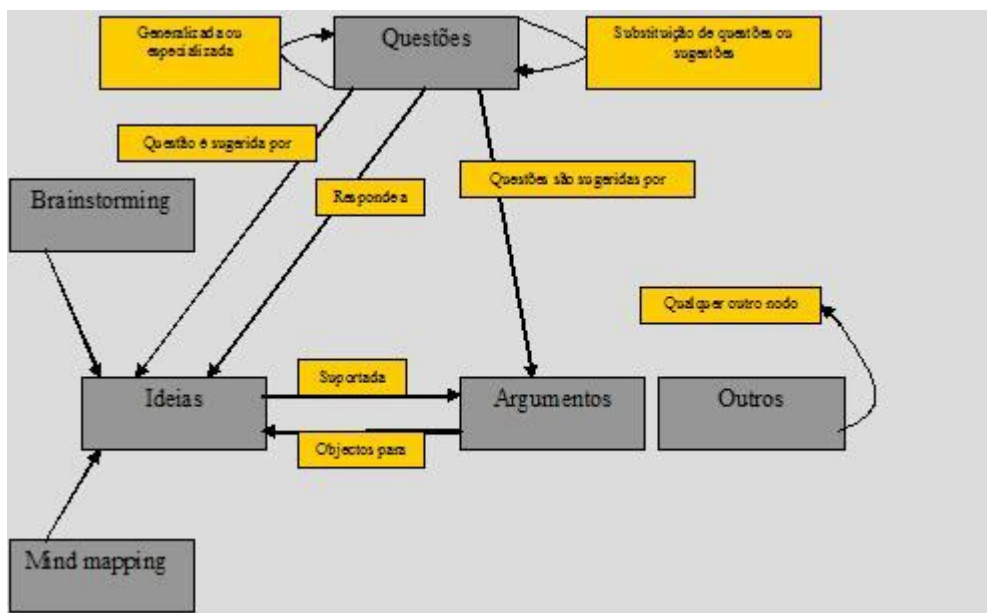 Generalizada ou
especializada
Questões
Substituição de questões ou
sugestões
Questão é sugerida por
Questões são sugeridas por
Responde a
Brainstorming
Qualquer outro nodo
Suportada
Ideias
Argumentos
Outros
Objectos para
Mind mapping